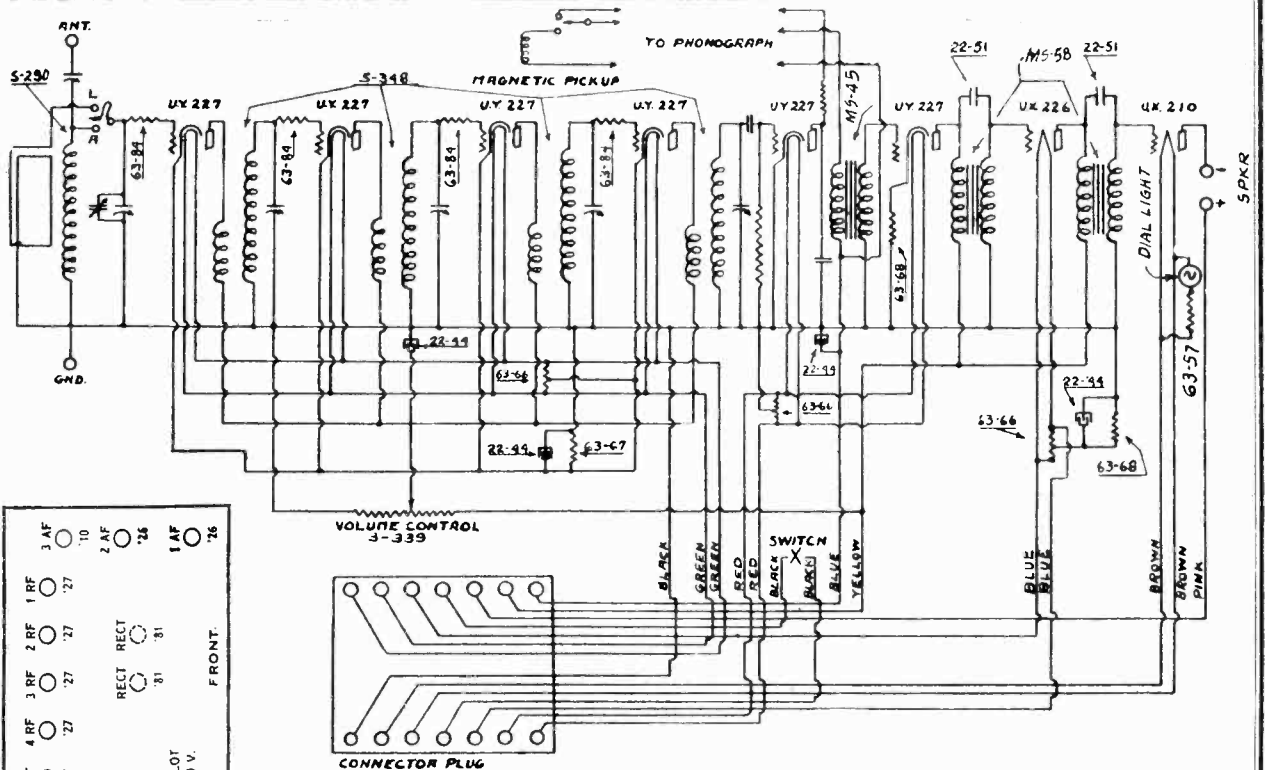 ANT.
TO PHONOGRAPH
MAGNETIC PICKUP
S-290
S-348
22-51
MS-58
22-51
L
R
U.Y. 227
U.Y. 227
U.Y. 227
U.Y. 227
UY 227
MS-45
UY. 227
UX. 226
UX. 210
63-84
63-84
63-84
63-84
63-68
DIAL LIGHT
-
+
SPKR
GND.
22-44
63-66
22-44
63-66
22-44
63-57
22-44
63-67
63-66
63-68
VOLUME CONTROL
S-339
SWITCH
X
BLACK
GREEN
GREEN
RED
RED
BLACK
BLACK
BLUE
YELLOW
BLUE
BLUE
BROWN
BROWN
PINK
3 AF '10
2 AF '26
1 AF '26
1 RF '27
2 RF '27
RECT '81
3 RF '27
RECT '81
4 RF '27
FRONT.
CONNECTOR PLUG